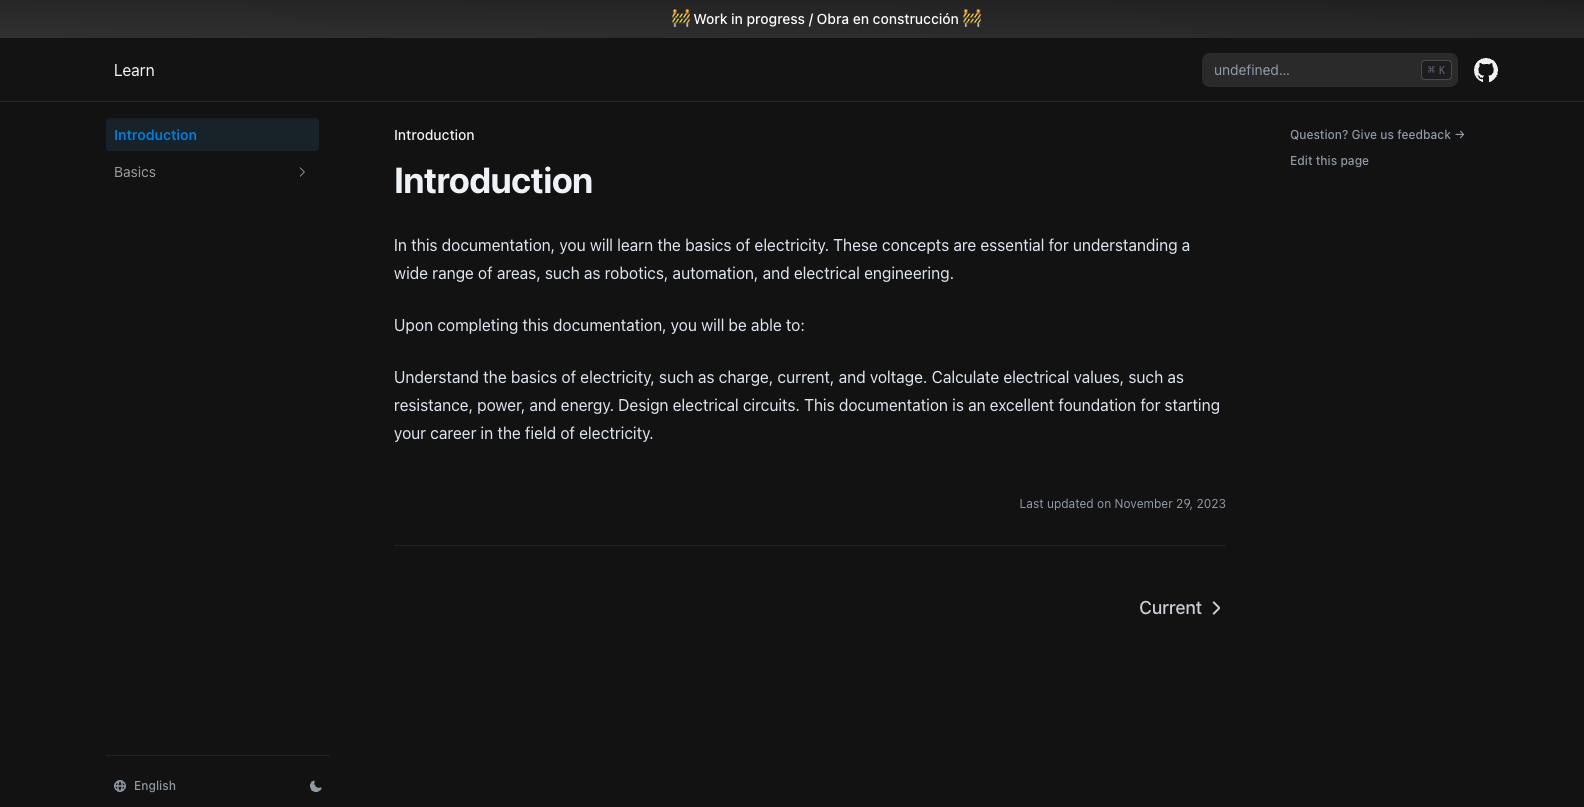 🚧 Work in progress / Obra en construcción 🚧
Learn
undefined...
⌘ K
Introduction
Basics
Introduction
Introduction
In this documentation, you will learn the basics of electricity. These concepts are essential for understanding a
wide range of areas, such as robotics, automation, and electrical engineering.
Upon completing this documentation, you will be able to:
Understand the basics of electricity, such as charge, current, and voltage. Calculate electrical values, such as
resistance, power, and energy. Design electrical circuits. This documentation is an excellent foundation for starting
your career in the field of electricity.
Last updated on November 29, 2023
Current
Question? Give us feedback →
Edit this page
English